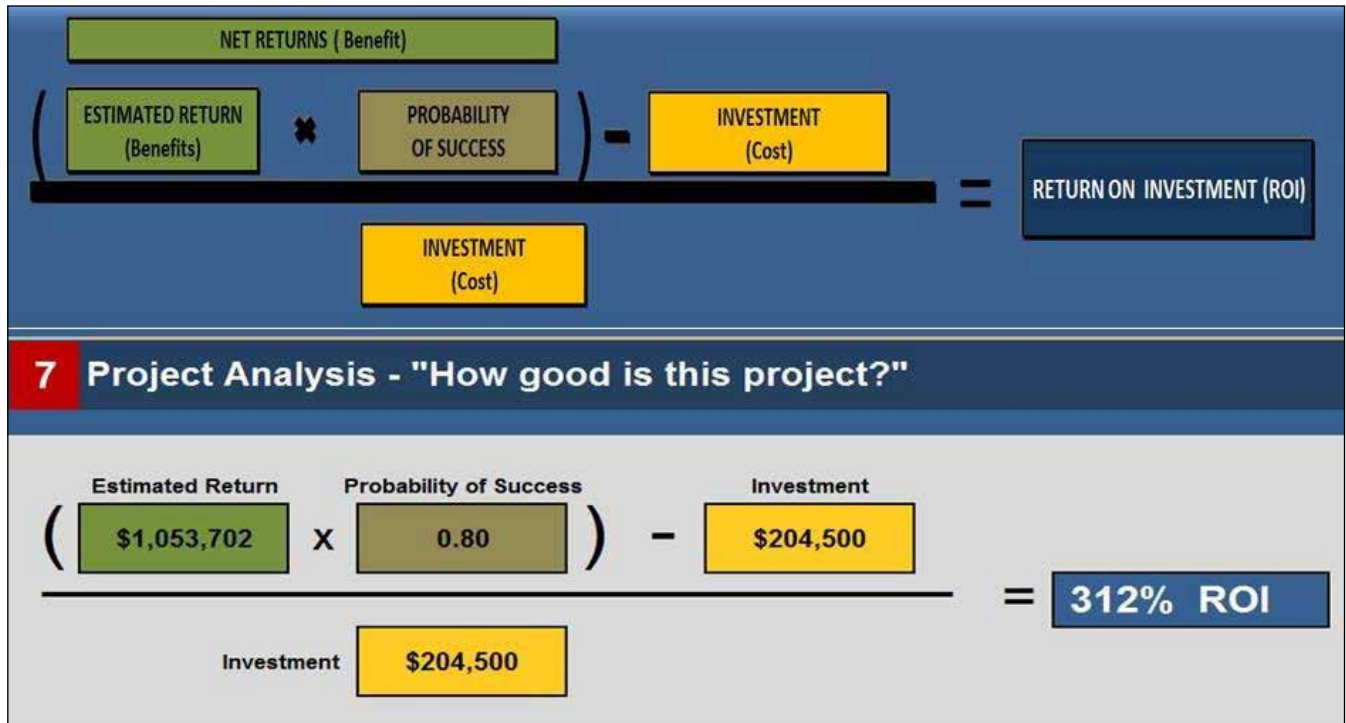 NET RETURNS ( Benefit)
( ESTIMATED RETURN
(Benefits)
×
PROBABILITY
OF SUCCESS
) -
INVESTMENT
(Cost)
INVESTMENT
(Cost)
=
RETURN ON INVESTMENT (ROI)
7 Project Analysis - "How good is this project?"
Estimated Return Probability of Success Investment
( $1,053,702 X 0.80 ) - $204,500
= 312% ROI
Investment $204,500